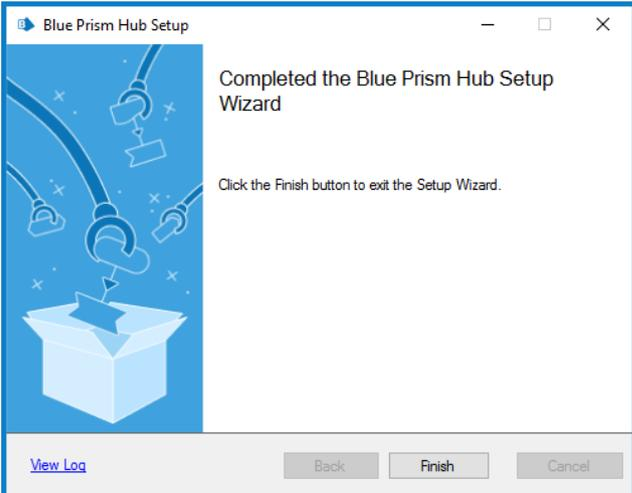 Blue Prism Hub Setup
Completed the Blue Prism Hub Setup
Wizard
Click the Finish button to exit the Setup Wizard.
View Log
Back
Finish
Cancel